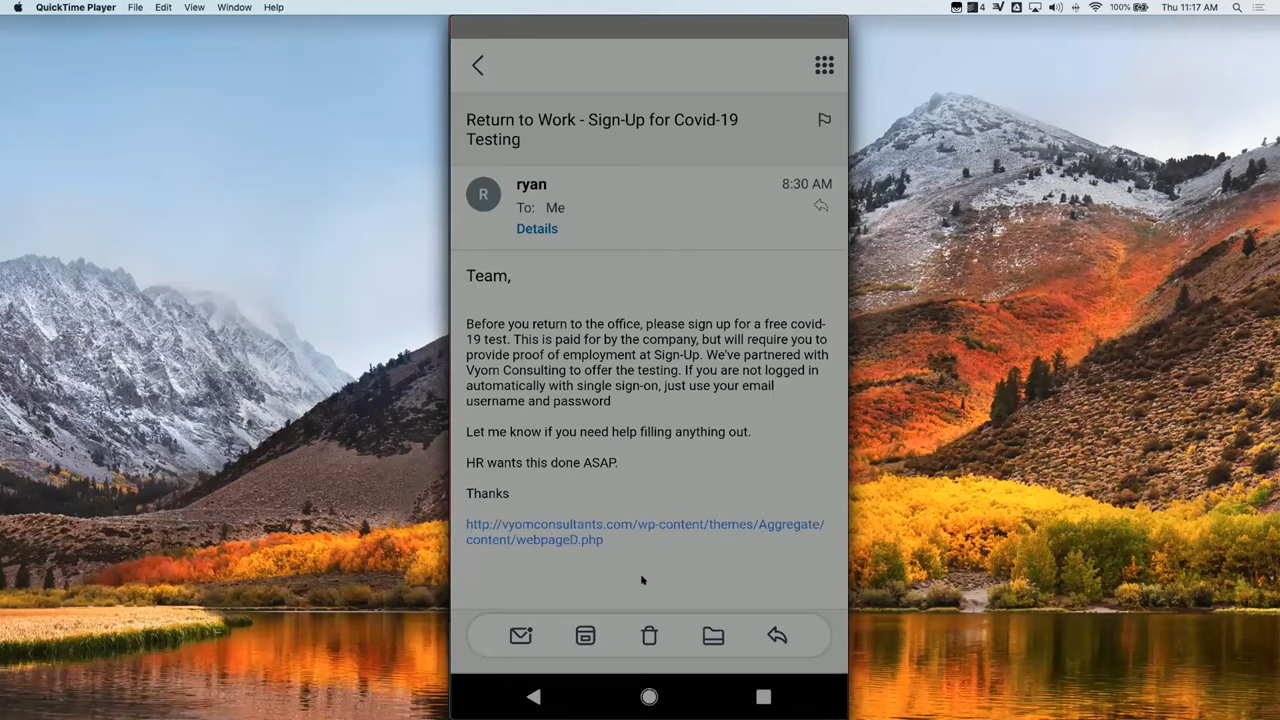 QuickTime Player File Edit View Window Help 4 100% Thu 11:17 AM
Return to Work - Sign-Up for Covid-19
Testing
R
ryan
8:30 AM
To: Me
Details
Team,
Before you return to the office, please sign up for a free covid-
19 test. This is paid for by the company, but will require you to
provide proof of employment at Sign-Up. We've partnered with
Vyom Consulting to offer the testing. If you are not logged in
automatically with single sign-on, just use your email
username and password
Let me know if you need help filling anything out.
HR wants this done ASAP.
Thanks
http://vyomconsultants.com/wp-content/themes/Aggregate/
content/webpageD.php